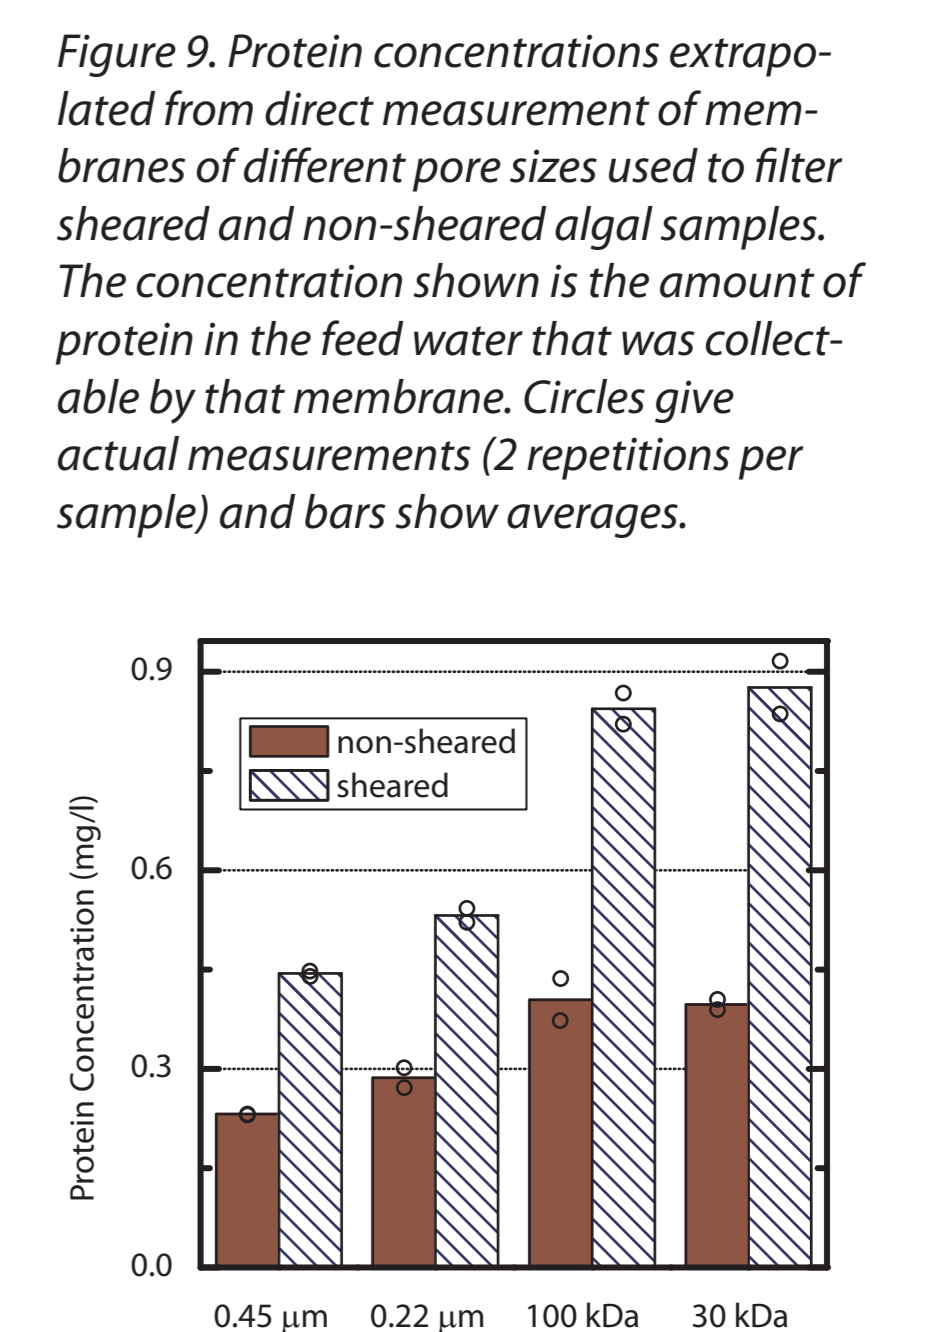 Figure 9. Protein concentrations extrapo-
lated from direct measurement of mem-
branes of different pore sizes used to filter
sheared and non-sheared algal samples.
The concentration shown is the amount of
protein in the feed water that was collect-
able by that membrane. Circles give
actual measurements (2 repetitions per
sample) and bars show averages.
0.9
non-sheared
sheared
0.6
0.3
0.0
Protein Concentration (mg/l)
0.45 μm 0.22 μm 100 kDa 30 kDa